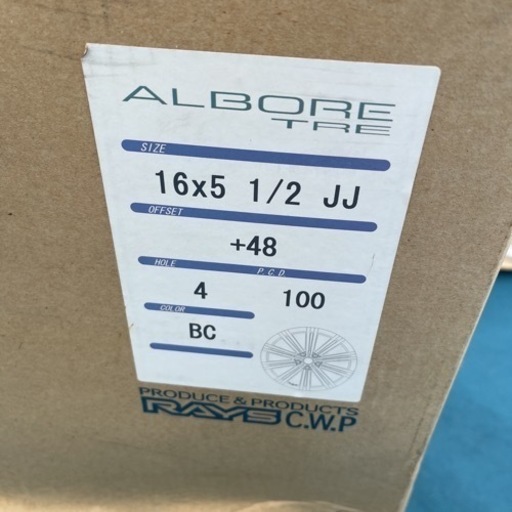 ALBORE
TRE
SIZE
16x5 1/2 JJ
OFFSET
+48
HOLE P.C.D.
4 100
COLOR
BC
PRODUCE & PRODUCTS
RAYS C.W.P